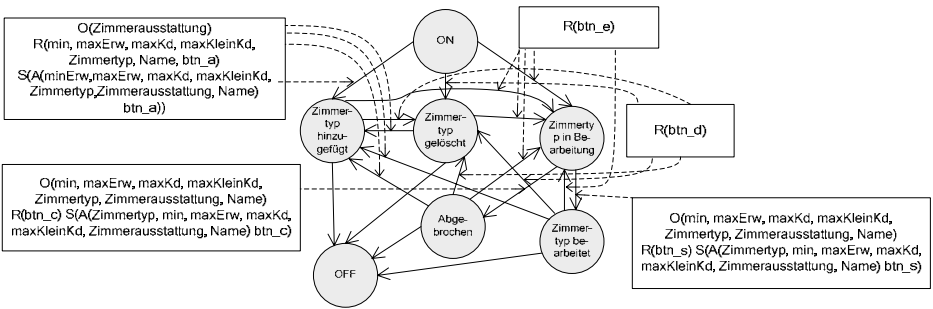 O(Zimmerausstattung)
R(min, maxErw, maxKd, maxKleinKd,
Zimmertyp, Name, btn_a)
S(A(minErw,maxErw, maxKd, maxKleinKd,
Zimmertyp,Zimmerausstattung, Name)
btn_a))
ON
R(btn_e)
Zimmer-
typ
hinzu-
gefügt
Zimmer-
typ
gelöscht
Zimmerty
p in Be-
arbeitung
R(btn_d)
O(min, maxErw, maxKd, maxKleinKd,
Zimmertyp, Zimmerausstattung, Name)
R(btn_c) S(A(Zimmertyp, min, maxErw, maxKd,
maxKleinKd, Zimmerausstattung, Name) btn_c)
Abge-
brochen
Zimmer-
typ be-
arbeitet
OFF
O(min, maxErw, maxKd, maxKleinKd,
Zimmertyp, Zimmerausstattung, Name)
R(btn_s) S(A(Zimmertyp, min, maxErw, maxKd,
maxKleinKd, Zimmerausstattung, Name) btn_s)